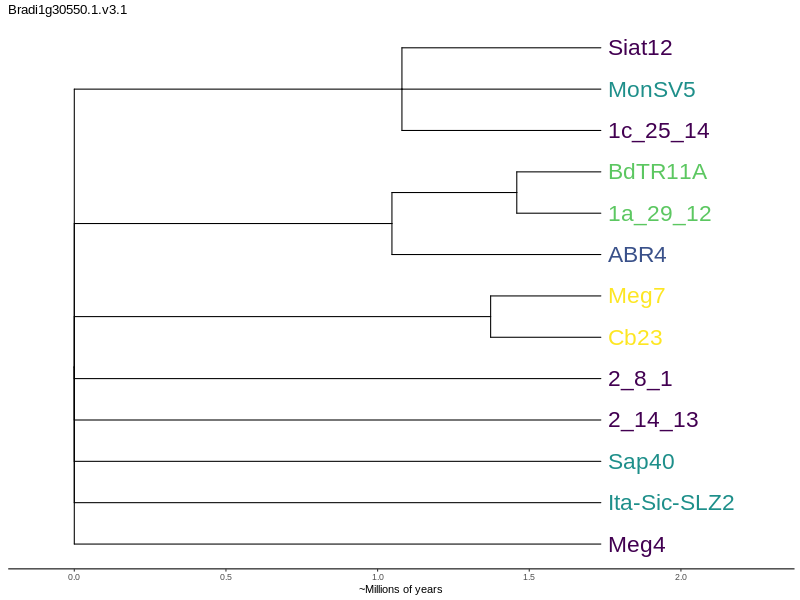 Bradi1g30550.1.v3.1
Siat12
MonSV5
1c_25_14
BdTR11A
1a_29_12
ABR4
Meg7
Cb23
2_8_1
2_14_13
Sap40
Ita-Sic-SLZ2
Meg4
0.0 0.5 1.0 1.5 2.0
~Millions of years